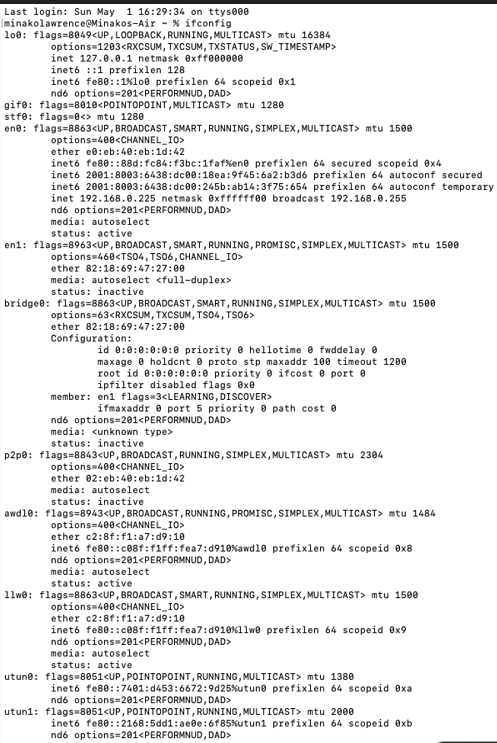 Last login: Sun May  1 16:29:34 on ttys000
[minakolawrence@Minakos-Air ~ % ifconfig
lo0: flags=8049<UP,LOOPBACK,RUNNING,MULTICAST> mtu 16384
options=1203<RXCSUM,TXCSUM,TXSTATUS,SW_TIMESTAMP>
inet 127.0.0.1 netmask 0xff000000
inet6 ::1 prefixlen 128
inet6 fe80::1%lo0 prefixlen 64 scopeid 0x1
nd6 options=201<PERFORMNUD,DAD>
gif0: flags=8010<POINTOPOINT,MULTICAST> mtu 1280
stf0: flags=0<> mtu 1280
en0: flags=8863<UP,BROADCAST,SMART,RUNNING,SIMPLEX,MULTICAST> mtu 1500
options=400<CHANNEL_IO>
ether e0:eb:40:eb:1d:42
inet6 fe80::88d:fc84:f3bc:1faf%en0 prefixlen 64 secured scopeid 0x4
inet6 2001:8003:6438:dc00:18ea:9f45:6a2:b3d6 prefixlen 64 autoconf secured
inet6 2001:8003:6438:dc00:245b:ab14:3f75:654 prefixlen 64 autoconf temporary
inet 192.168.0.225 netmask 0xffffff00 broadcast 192.168.0.255
nd6 options=201<PERFORMNUD,DAD>
media: autoselect
status: active
en1: flags=8963<UP,BROADCAST,SMART,RUNNING,PROMISC,SIMPLEX,MULTICAST> mtu 1500
options=460<TSO4,TSO6,CHANNEL_IO>
ether 82:18:69:47:27:00
media: autoselect <full-duplex>
status: inactive
bridge0: flags=8863<UP,BROADCAST,SMART,RUNNING,SIMPLEX,MULTICAST> mtu 1500
options=63<RXCSUM,TXCSUM,TSO4,TSO6>
ether 82:18:69:47:27:00
Configuration:
id 0:0:0:0:0:0 priority 0 hellotime 0 fwddelay 0
maxage 0 holdcnt 0 proto stp maxaddr 100 timeout 1200
root id 0:0:0:0:0:0 priority 0 ifcost 0 port 0
ipfilter disabled flags 0x0
member: en1 flags=3<LEARNING,DISCOVER>
ifmaxaddr 0 port 5 priority 0 path cost 0
nd6 options=201<PERFORMNUD,DAD>
media: <unknown type>
status: inactive
p2p0: flags=8843<UP,BROADCAST,RUNNING,SIMPLEX,MULTICAST> mtu 2304
options=400<CHANNEL_IO>
ether 02:eb:40:eb:1d:42
media: autoselect
status: inactive
awdl0: flags=8943<UP,BROADCAST,RUNNING,PROMISC,SIMPLEX,MULTICAST> mtu 1484
options=400<CHANNEL_IO>
ether c2:8f:f1:a7:d9:10
inet6 fe80::c08f:f1ff:fea7:d910%awdl0 prefixlen 64 scopeid 0x8
nd6 options=201<PERFORMNUD,DAD>
media: autoselect
status: active
llw0: flags=8863<UP,BROADCAST,SMART,RUNNING,SIMPLEX,MULTICAST> mtu 1500
options=400<CHANNEL_IO>
ether c2:8f:f1:a7:d9:10
inet6 fe80::c08f:f1ff:fea7:d910%llw0 prefixlen 64 scopeid 0x9
nd6 options=201<PERFORMNUD,DAD>
media: autoselect
status: active
utun0: flags=8051<UP,POINTOPOINT,RUNNING,MULTICAST> mtu 1380
inet6 fe80::7401:d453:6672:9d25%utun0 prefixlen 64 scopeid 0xa
nd6 options=201<PERFORMNUD,DAD>
utun1: flags=8051<UP,POINTOPOINT,RUNNING,MULTICAST> mtu 2000
inet6 fe80::2168:5dd1:ae0e:6f85%utun1 prefixlen 64 scopeid 0xb
nd6 options=201<PERFORMNUD,DAD>